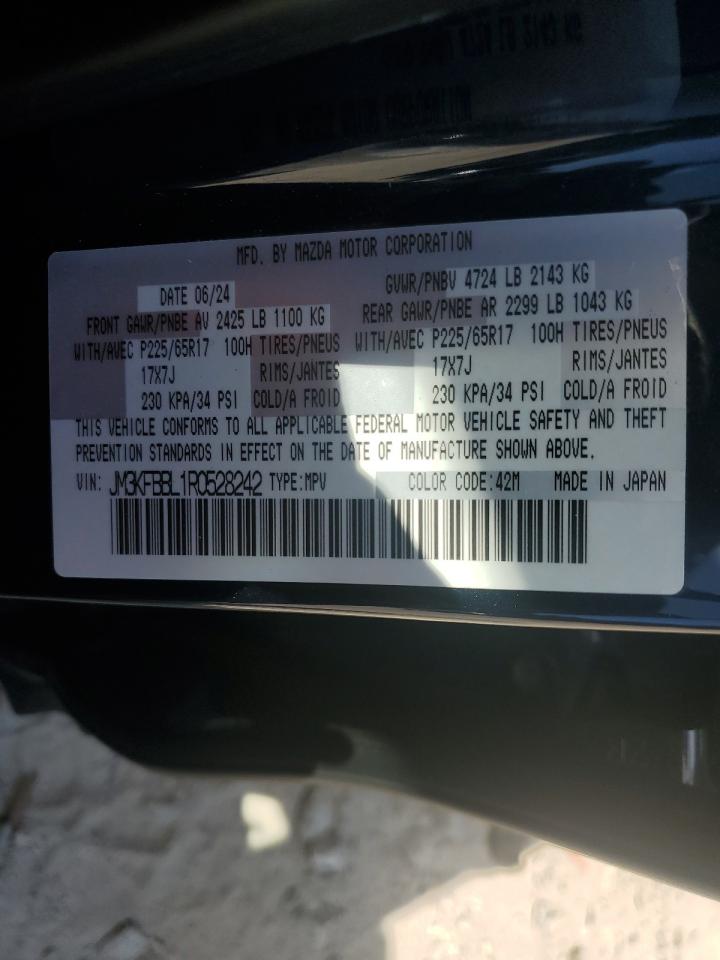 MFD. BY MAZDA MOTOR CORPORATION
DATE 06/24 GVWR/PNBV 4724 LB 2143 KG
FRONT GAWR/PNBE AV 2425 LB 1100 KG REAR GAWR/PNBE AR 2299 LB 1043 KG
WITH/AVEC P225/65R17 100H TIRES/PNEUS WITH/AVEC P225/65R17 100H TIRES/PNEUS
17X7J RIMS/JANTES 17X7J RIMS/JANTES
230 KPA/34 PSI COLD/A FROID 230 KPA/34 PSI COLD/A FROID
THIS VEHICLE CONFORMS TO ALL APPLICABLE FEDERAL MOTOR VEHICLE SAFETY AND THEFT
PREVENTION STANDARDS IN EFFECT ON THE DATE OF MANUFACTURE SHOWN ABOVE.
VIN: JM3KFBBL1R0528242 TYPE:MPV COLOR CODE:42M MADE IN JAPAN